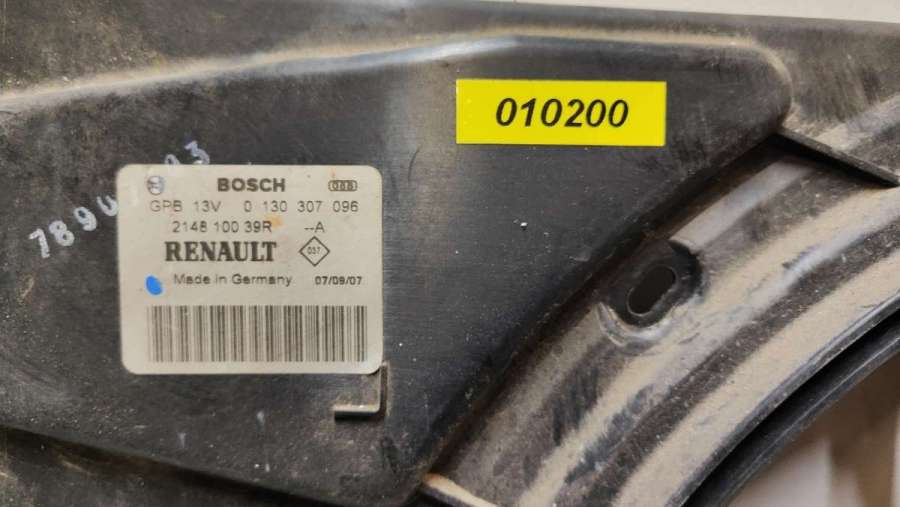 010200
BOSCH
GPB 13V 0 130 307 096
2148 100 39R --A
RENAULT 037
Made in Germany 07/09/07